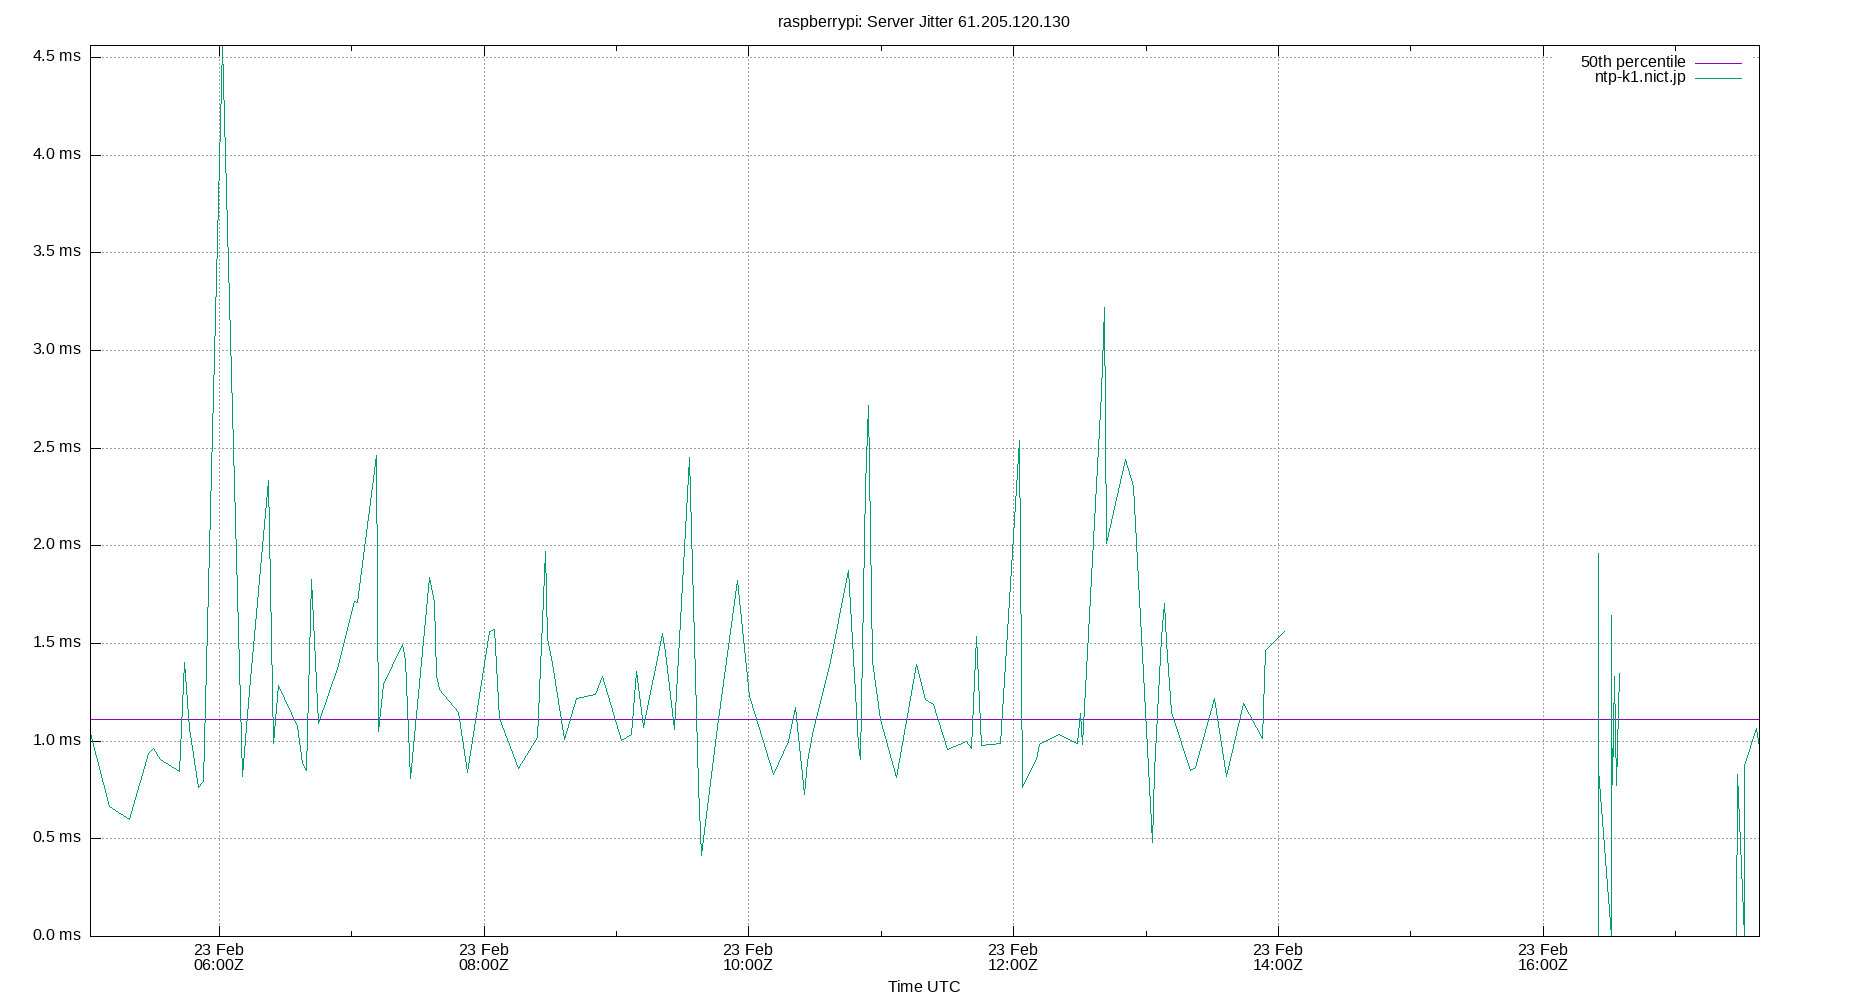 raspberrypi: Server Jitter 61.205.120.130
4.5 ms
4.0 ms
3.5 ms
3.0 ms
2.5 ms
2.0 ms
1.5 ms
1.0 ms
0.5 ms
0.0 ms
50th percentile
ntp-k1.nict.jp
23 Feb
06:00Z
23 Feb
08:00Z
23 Feb
10:00Z
23 Feb
12:00Z
23 Feb
14:00Z
23 Feb
16:00Z
Time UTC